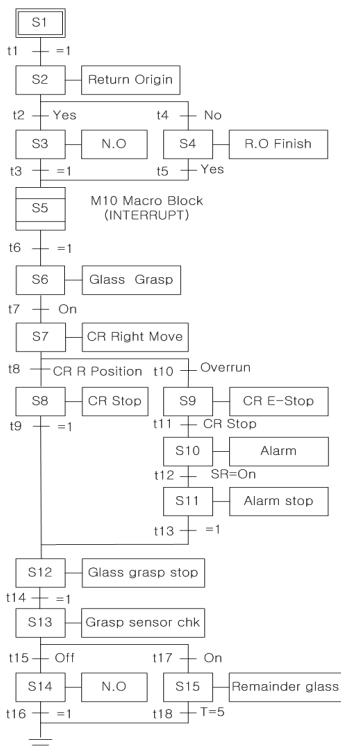 S1
t1 =1
S2 Return Origin
t2 Yes t4 No
S3 N.O S4 R.O Finish
t3 =1 t5 Yes
S5 M10 Macro Block
(INTERRUPT)
t6 =1
S6 Glass Grasp
t7 On
S7 CR Right Move
t8 CR R Position t10 Overrun
S8 CR Stop S9 CR E-Stop
t9 =1 t11 CR Stop
S10 Alarm
t12 SR=On
S11 Alarm stop
t13 =1
S12 Glass grasp stop
t14 =1
S13 Grasp sensor chk
t15 Off t17 On
S14 N.O S15 Remainder glass
t16 =1 t18 T=5